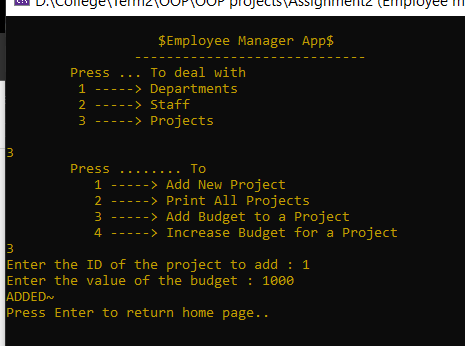 D:\College\Term2\OOP\OOP projects\Assignment2 (Employee m
$Employee Manager App$
-----------------------------
Press ... To deal with
1 -----> Departments
2 -----> Staff
3 -----> Projects
3
Press ........ To
1 -----> Add New Project
2 -----> Print All Projects
3 -----> Add Budget to a Project
4 -----> Increase Budget for a Project
3
Enter the ID of the project to add : 1
Enter the value of the budget : 1000
ADDED~
Press Enter to return home page..